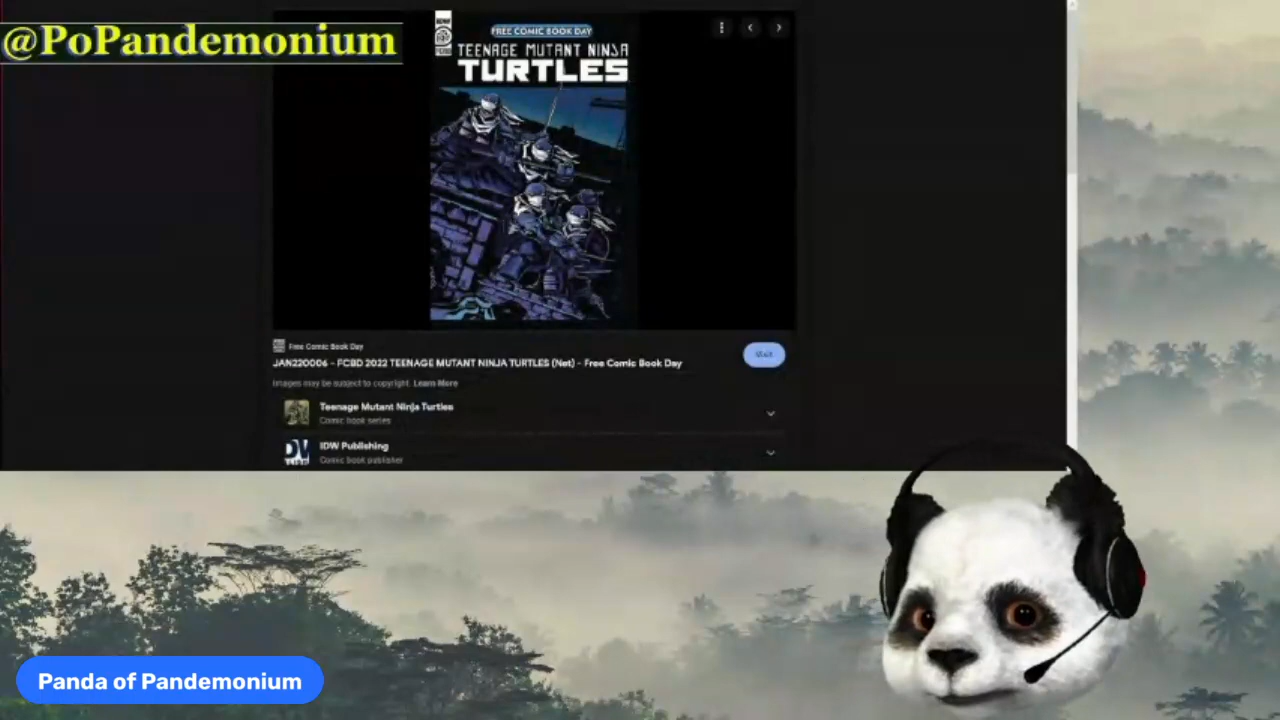 @PoPandemonium
FREE COMIC BOOK DAY
TEENAGE MUTANT NINJA
TURTLES
Free Comic Book Day
JAN220006 - FCBD 2022 TEENAGE MUTANT NINJA TURTLES (Net) - Free Comic Book Day
Visit
Images may be subject to copyright. Learn More
Teenage Mutant Ninja Turtles
Comic book series
IDW Publishing
Comic book publisher
Panda of Pandemonium